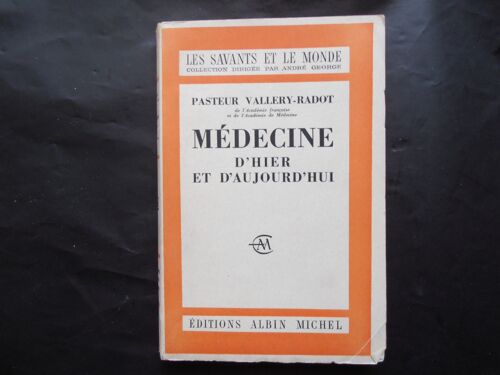 LES SAVANTS ET LE MONDE
COLLECTION DIRIGÉE PAR ANDRÉ GEORGE
PASTEUR VALLERY-RADOT
de l'Académie française
et de l'Académie de Médecine
MÉDECINE
D'HIER
ET D'AUJOURD'HUI
AM
ÉDITIONS ALBIN MICHEL